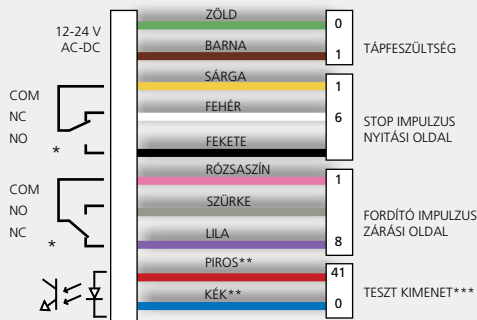 12-24 V
AC-DC
ZÖLD
0
BARNA
1
TÁPFESZÜLTSÉG
COM
NC
NO
*
SÁRGA
1
FEHÉR
6
FEKETE
STOP IMPULZUS
NYITÁSI OLDAL
COM
NO
NC
*
RÓZSASZÍN
1
SZÜRKE
LILA
8
FORDÍTÓ IMPULZUS
ZÁRÁSI OLDAL
PIROS**
41
KÉK**
0
TESZT KIMENET***